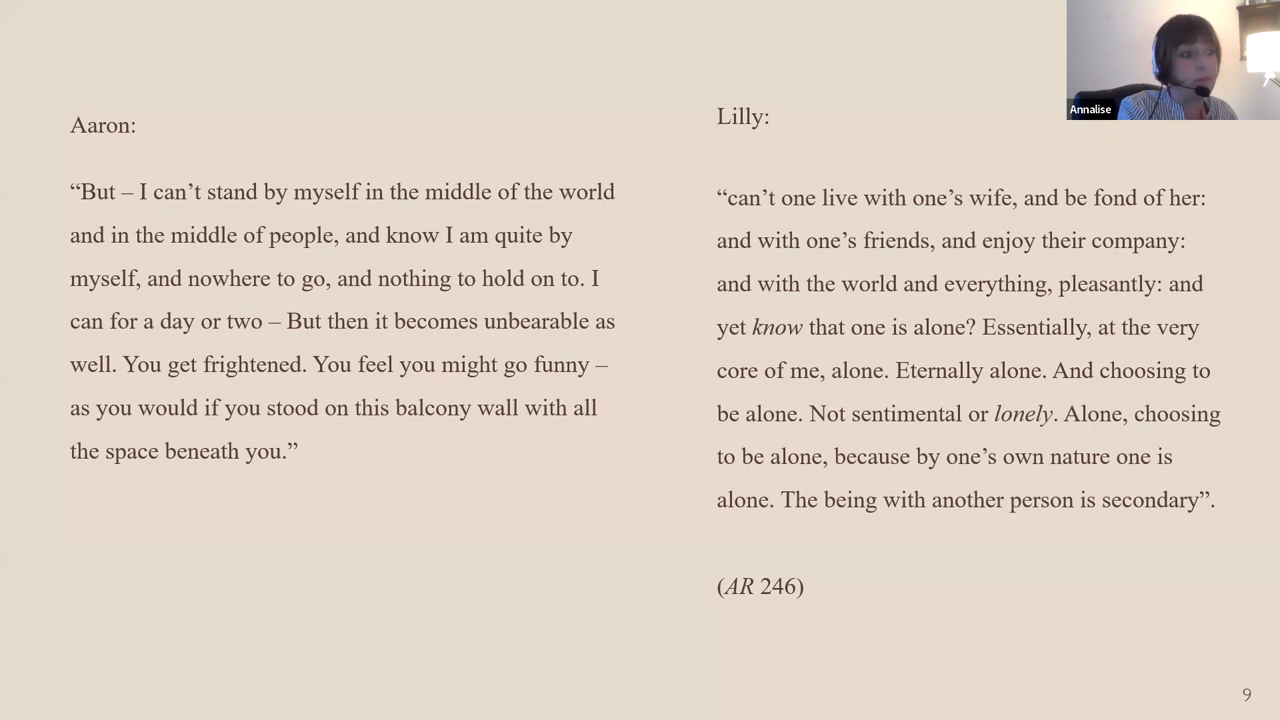 Aaron:
“But – I can’t stand by myself in the middle of the world
and in the middle of people, and know I am quite by
myself, and nowhere to go, and nothing to hold on to. I
can for a day or two – But then it becomes unbearable as
well. You get frightened. You feel you might go funny –
as you would if you stood on this balcony wall with all
the space beneath you.”
Lilly:
“can’t one live with one’s wife, and be fond of her:
and with one’s friends, and enjoy their company:
and with the world and everything, pleasantly: and
yet know that one is alone? Essentially, at the very
core of me, alone. Eternally alone. And choosing to
be alone. Not sentimental or lonely. Alone, choosing
to be alone, because by one’s own nature one is
alone. The being with another person is secondary”.
(AR 246)
Annalise
9